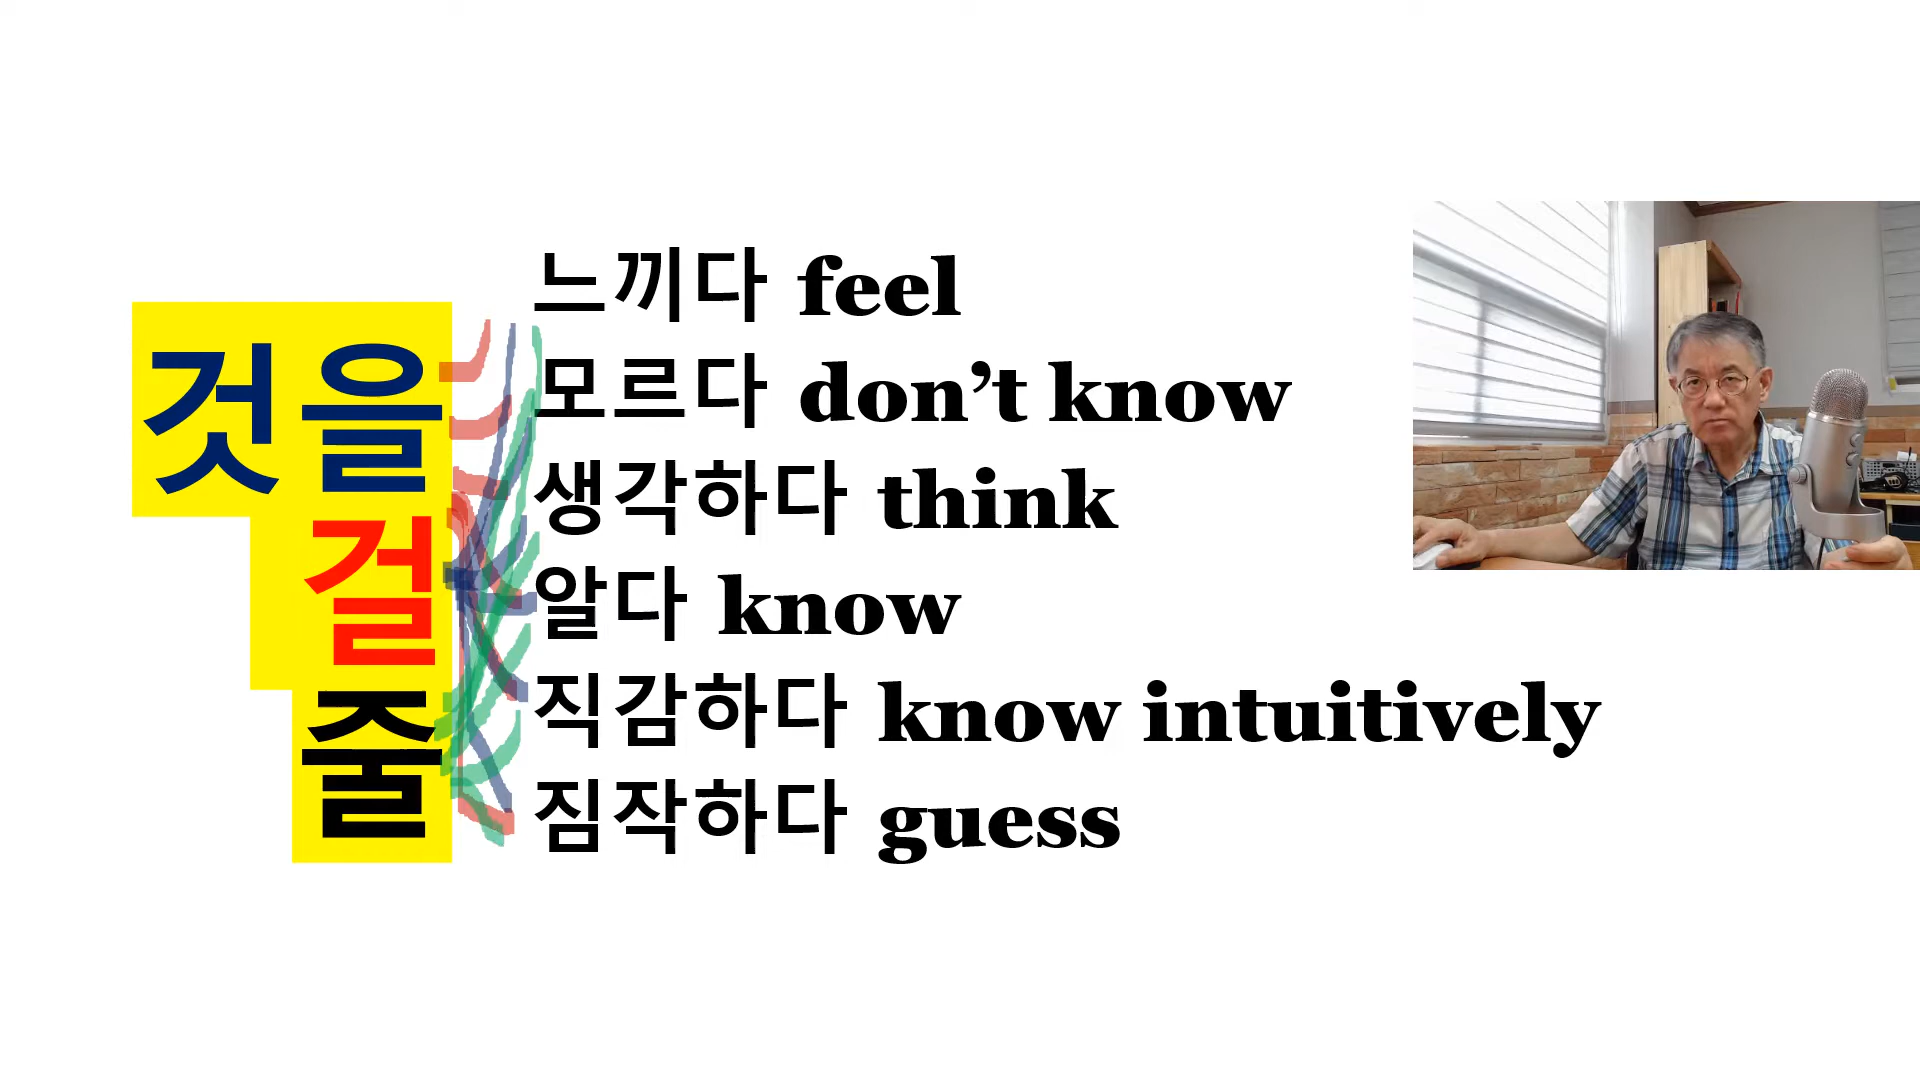 것을
걸
줄
느끼다 feel
모르다 don’t know
생각하다 think
알다 know
직감하다 know intuitively
짐작하다 guess